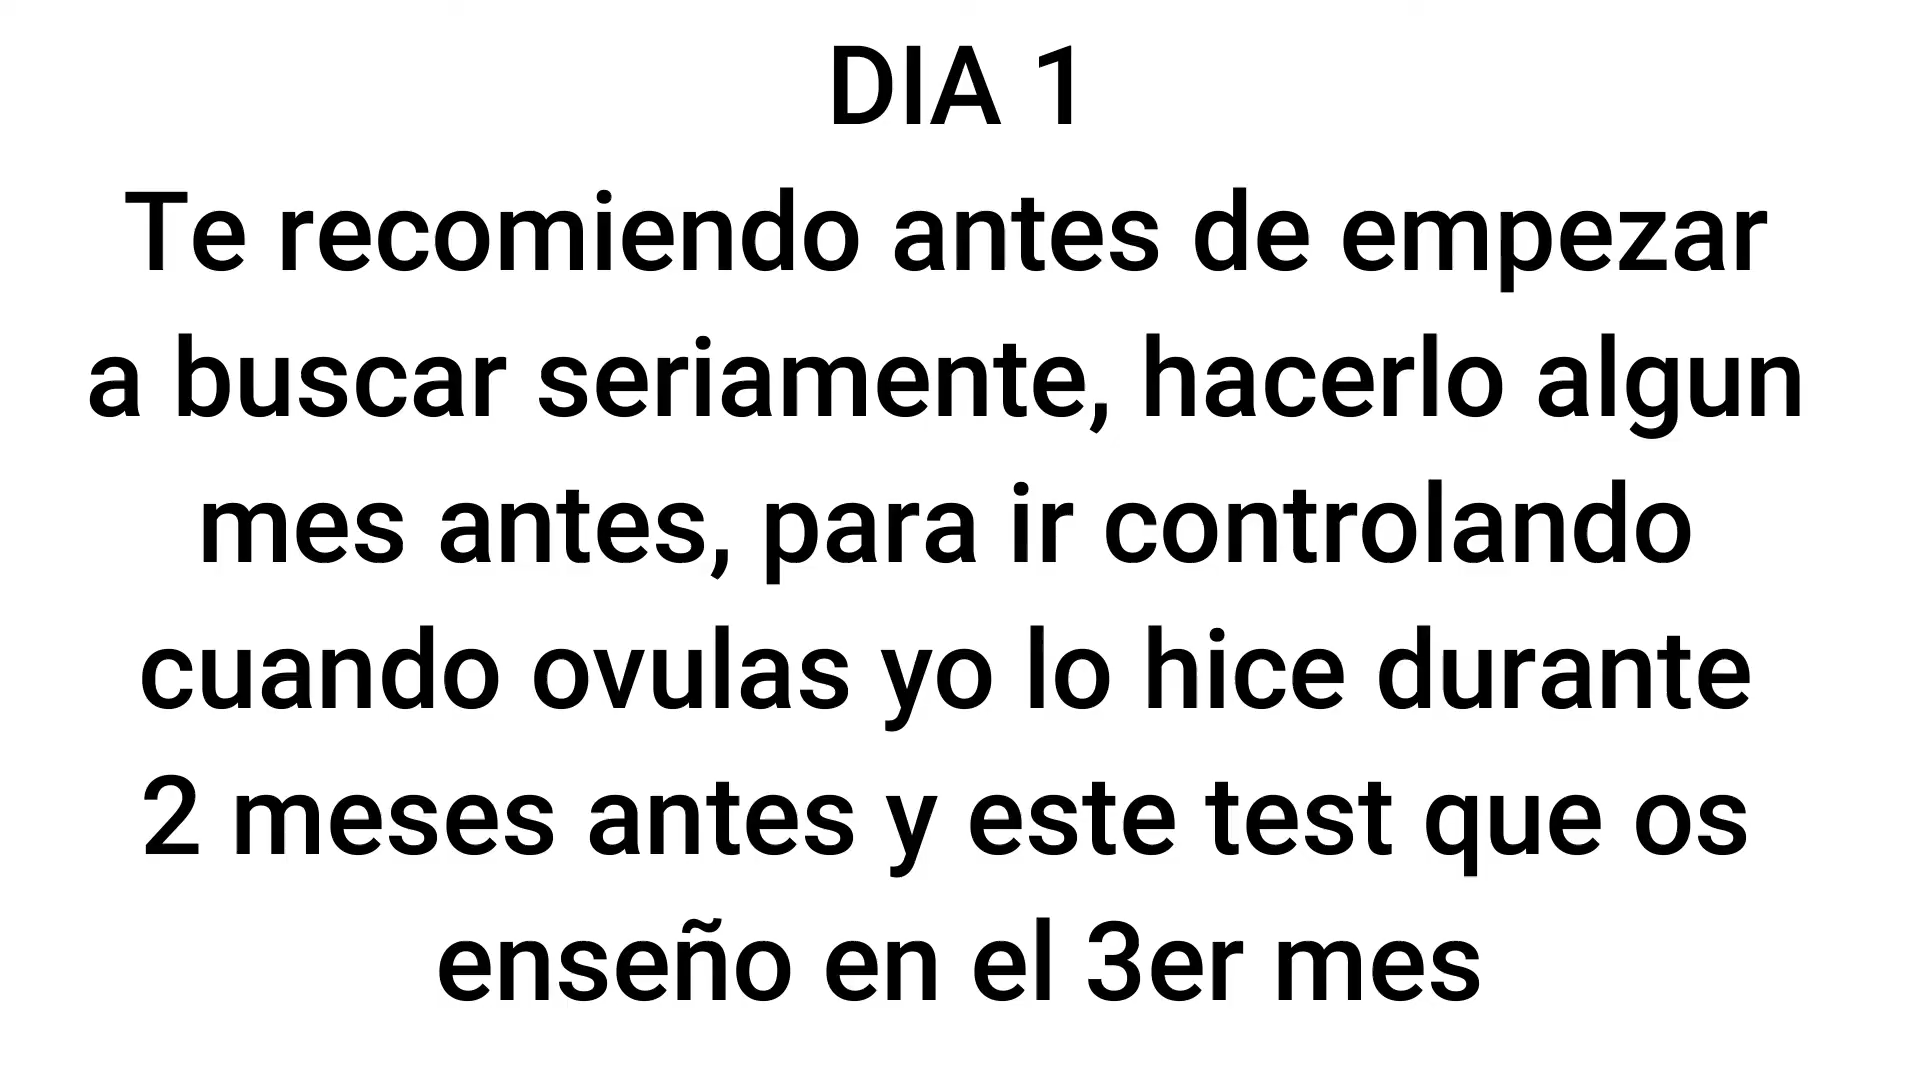 DIA 1
Te recomiendo antes de empezar
a buscar seriamente, hacerlo algun
mes antes, para ir controlando
cuando ovulas yo lo hice durante
2 meses antes y este test que os
enseño en el 3er mes